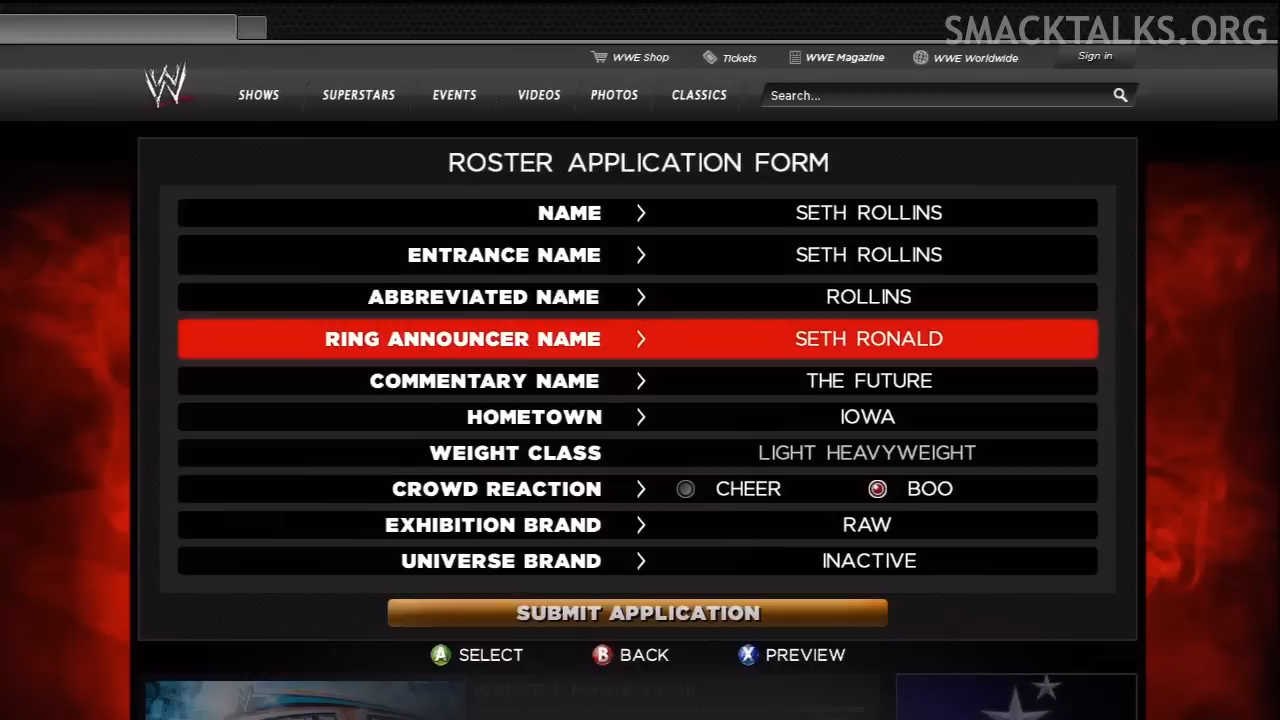 SMACKTALKS.ORG
WWE Shop Tickets WWE Magazine WWE Worldwide Sign in
W SHOWS SUPERSTARS EVENTS VIDEOS PHOTOS CLASSICS Search...
ROSTER APPLICATION FORM
NAME > SETH ROLLINS
ENTRANCE NAME > SETH ROLLINS
ABBREVIATED NAME > ROLLINS
RING ANNOUNCER NAME > SETH RONALD
COMMENTARY NAME > THE FUTURE
HOMETOWN > IOWA
WEIGHT CLASS LIGHT HEAVYWEIGHT
CROWD REACTION > CHEER BOO
EXHIBITION BRAND > RAW
UNIVERSE BRAND > INACTIVE
SUBMIT APPLICATION
A SELECT B BACK X PREVIEW